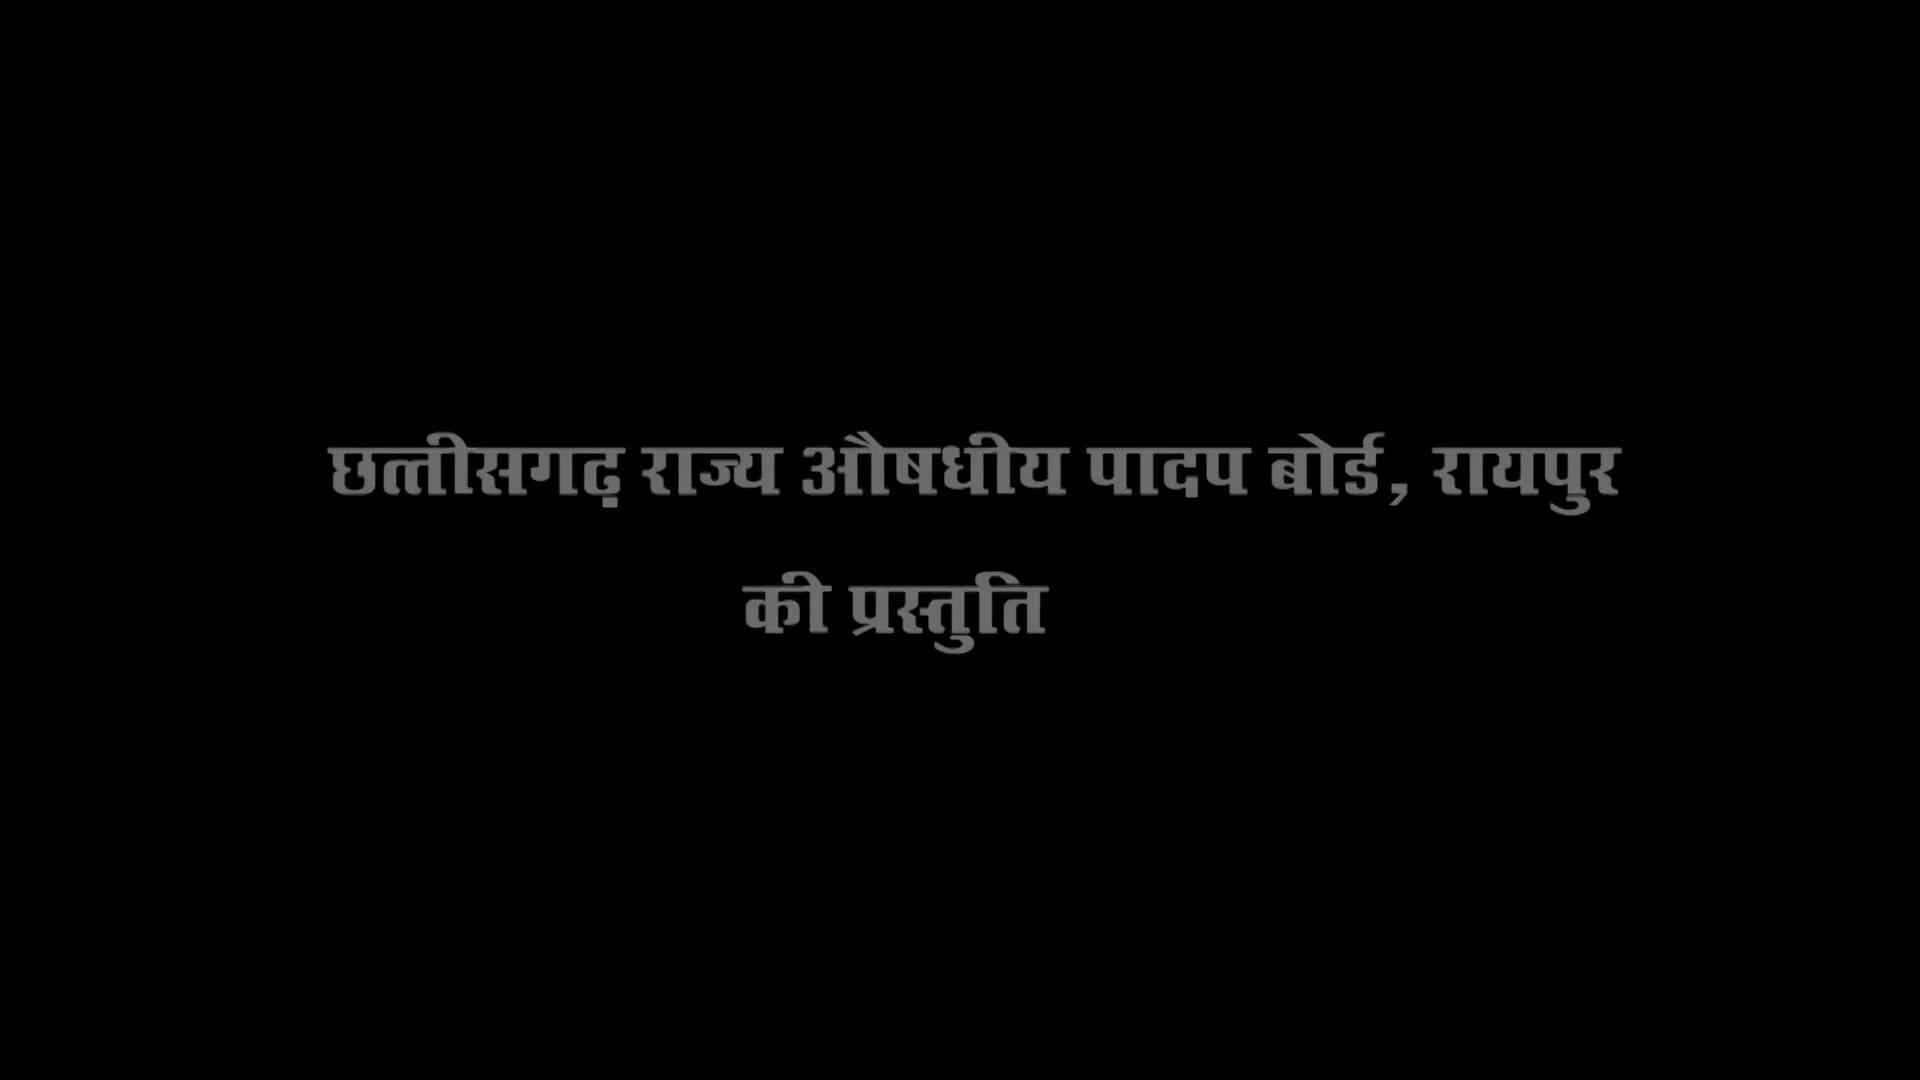 छत्तीसगढ़ राज्य औषधीय पादप बोर्ड, रायपुर
की प्रस्तुति